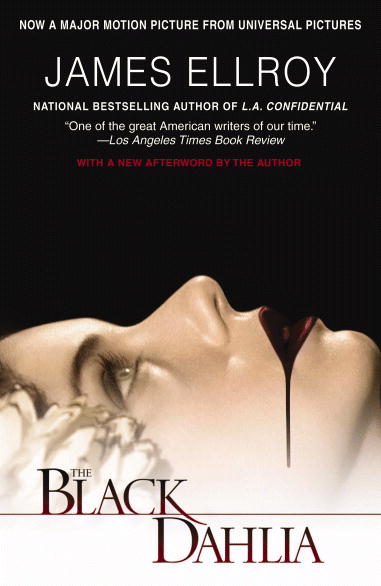 NOW A MAJOR MOTION PICTURE FROM UNIVERSAL PICTURES
JAMES ELLROY
NATIONAL BESTSELLING AUTHOR OF L.A. CONFIDENTIAL
“One of the great American writers of our time.”
—Los Angeles Times Book Review
WITH A NEW AFTERWORD BY THE AUTHOR
THE
BLACK
DAHLIA